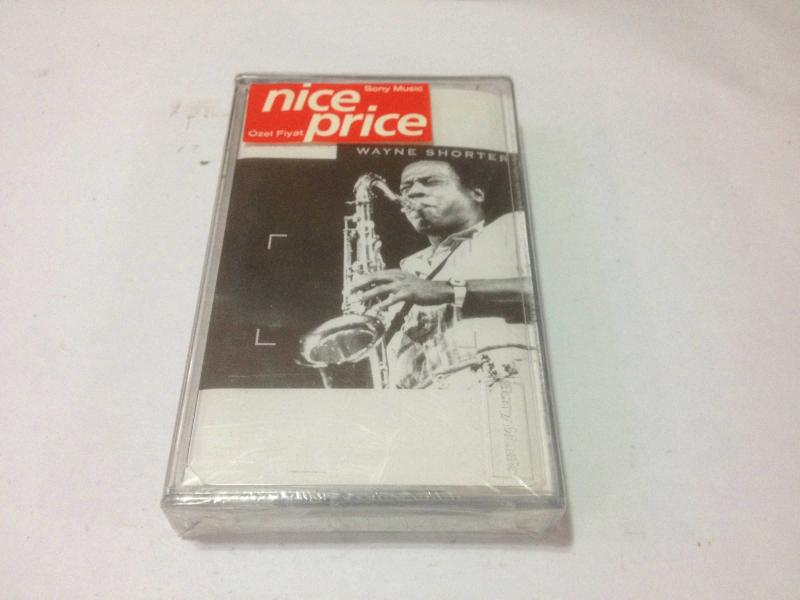 nice
Sony Music
Özel Fiyat
price
WAYNE SHORTER